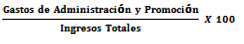 Gastos de Administración y Promoción
Ingresos Totales
X 100